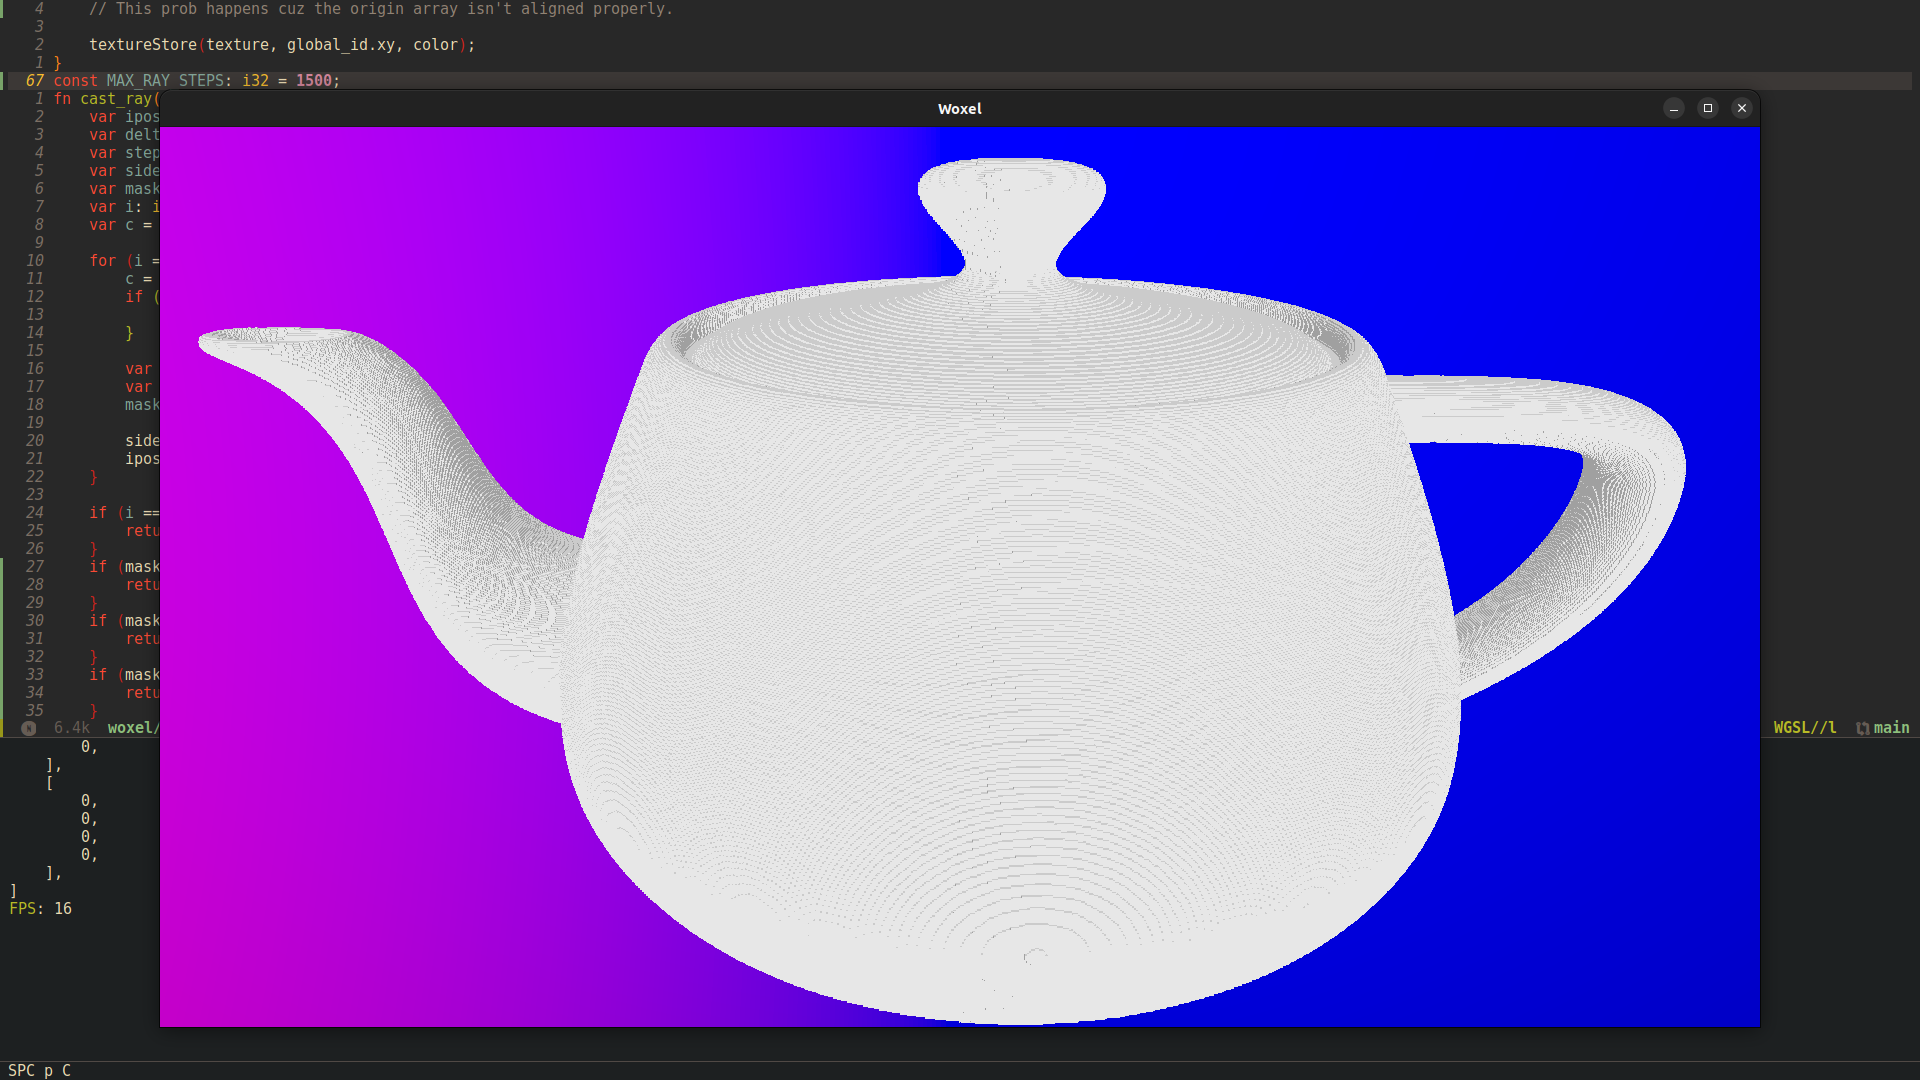 4 // This prob happens cuz the origin array isn't aligned properly.
3
2 textureStore(texture, global_id.xy, color);
1 }
67 const MAX_RAY_STEPS: i32 = 1500;
1 fn cast_ray(
Woxel
2 var ipos
3 var delt
4 var step
5 var side
6 var mask
7 var i: i
8 var c =
9
10 for (i =
11 c =
12 if (
13
14 }
15
16 var
17 var
18 mask
19
20 side
21 ipos
22 }
23
24 if (i ==
25 retu
26 }
27 if (mask
28 retu
29 }
30 if (mask
31 retu
32 }
33 if (mask
34 retu
35 }
N 6.4k woxel/ WGSL//l main
0,
],
[
0,
0,
0,
0,
],
]
FPS: 16
SPC p C